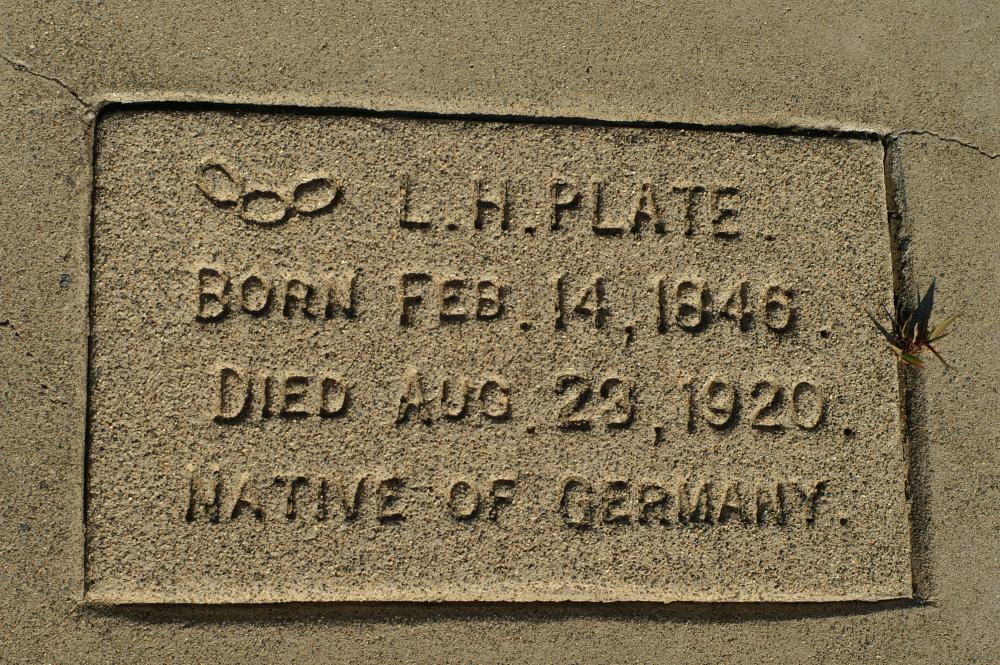 L.H.PLATE.
BORN FEB.14,1846.
DIED AUG.23,1920.
NATIVE OF GERMANY.